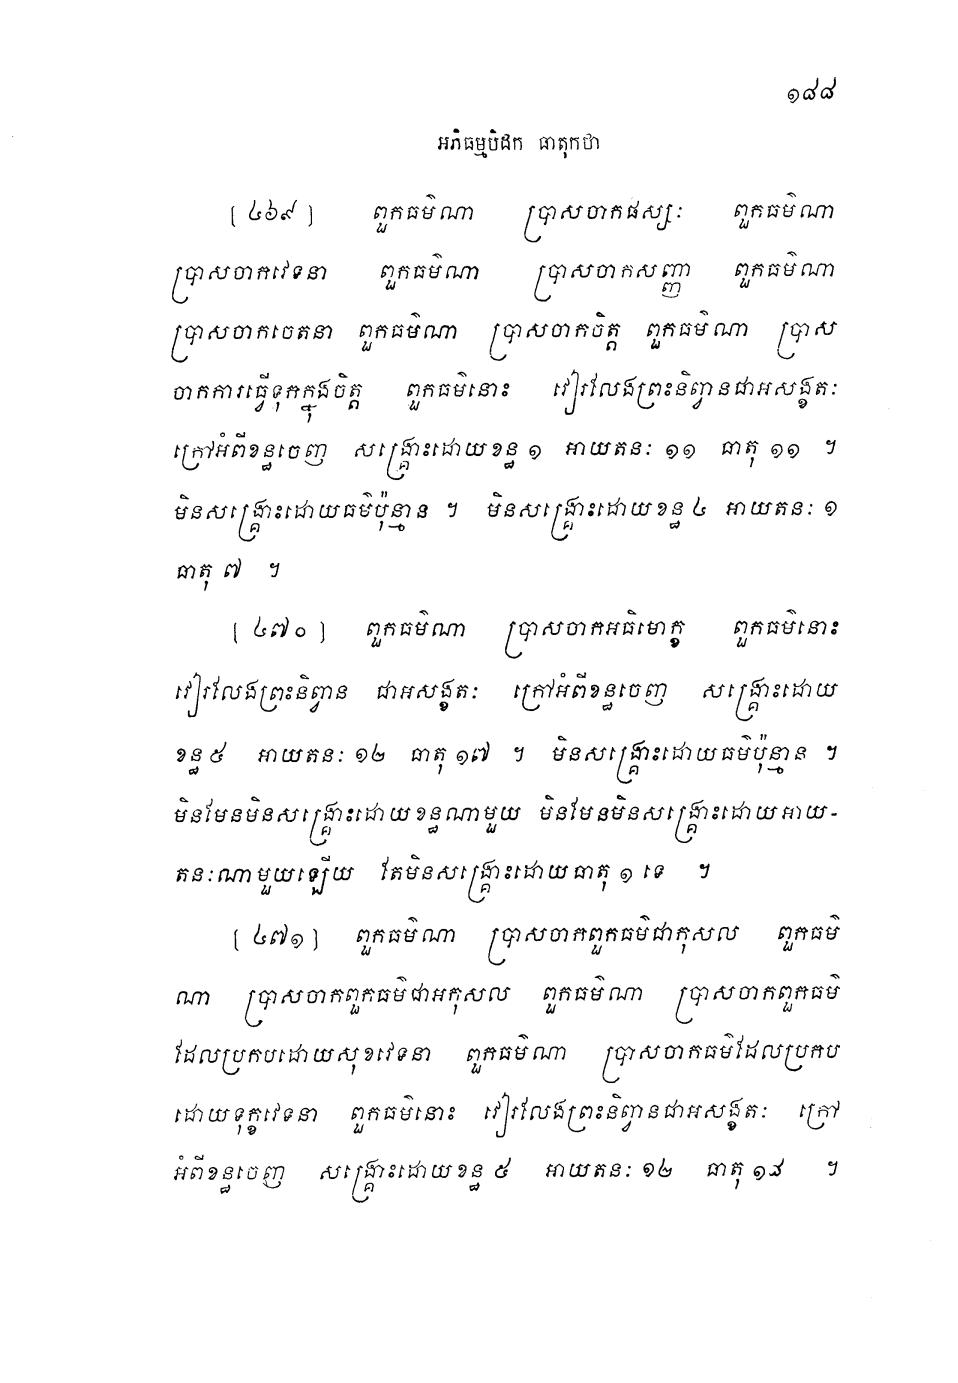 ១៨៨
អភិធម្មបិដក ធាតុកថា
[ ៤៦៩ ] ពួកធម៌ណា ប្រាសចាកផស្សៈ ពួកធម៌ណា
ប្រាសចាកវេទនា ពួកធម៌ណា ប្រាសចាកសញ្ញា ពួកធម៌ណា
ប្រាសចាកចេតនា ពួកធម៌ណា ប្រាសចាកចិត្ត ពួកធម៌ណា ប្រាស
ចាកការធ្វើទុកក្នុងចិត្ត ពួកធម៌នោះ វៀរលែងព្រះនិព្វានជាអសង្ខតៈ
ក្រៅអំពីខន្ធចេញ សង្គ្រោះដោយខន្ធ ១ អាយតនៈ ១១ ធាតុ ១១ ។
មិនសង្គ្រោះដោយធម៌ប៉ុន្មាន ។ មិនសង្គ្រោះដោយខន្ធ ៤ អាយតនៈ ១
ធាតុ ៧ ។
[ ៤៧០ ] ពួកធម៌ណា ប្រាសចាកអធិមោក្ខ ពួកធម៌នោះ
វៀរលែងព្រះនិព្វាន ជាអសង្ខតៈ ក្រៅអំពីខន្ធចេញ សង្គ្រោះដោយ
ខន្ធ ៥ អាយតនៈ ១២ ធាតុ ១៧ ។ មិនសង្គ្រោះដោយធម៌ប៉ុន្មាន ។
មិនមែនមិនសង្គ្រោះដោយខន្ធណាមួយ មិនមែនមិនសង្គ្រោះដោយអាយ-
តនៈណាមួយឡើយ តែមិនសង្គ្រោះដោយធាតុ ១ ទេ ។
[ ៤៧១ ] ពួកធម៌ណា ប្រាសចាកពួកធម៌ជាកុសល ពួកធម៌
ណា ប្រាសចាកពួកធម៌ជាអកុសល ពួកធម៌ណា ប្រាសចាកពួកធម៌
ដែលប្រកបដោយសុខវេទនា ពួកធម៌ណា ប្រាសចាកធម៌ដែលប្រកប
ដោយទុក្ខវេទនា ពួកធម៌នោះ វៀរលែងព្រះនិព្វានជាអសង្ខតៈ ក្រៅ
អំពីខន្ធចេញ សង្គ្រោះដោយខន្ធ ៥ អាយតនៈ ១២ ធាតុ ១៨ ។